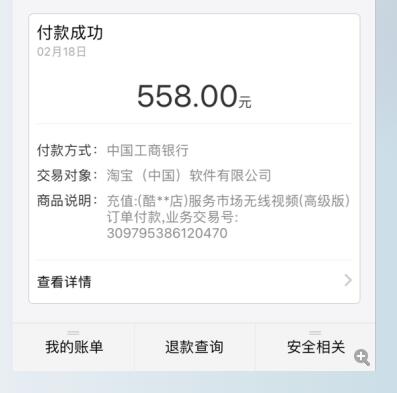 付款成功
02月18日
558.00元
付款方式： 中国工商银行
交易对象： 淘宝（中国）软件有限公司
商品说明： 充值:(酷**店)服务市场无线视频(高级版)
订单付款,业务交易号:
309795386120470
查看详情
我的账单 退款查询 安全相关